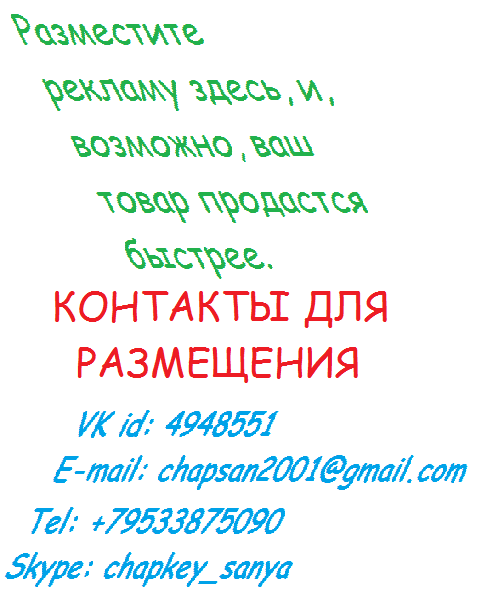 Разместите
рекламу здесь, и,
возможно, ваш
товар продастся
быстрее.
КОНТАКТЫ ДЛЯ
РАЗМЕЩЕНИЯ
VK id: 4948551
E-mail: chapsan2001@gmail.com
Tel: +79533875090
Skype: chapkey_sanya